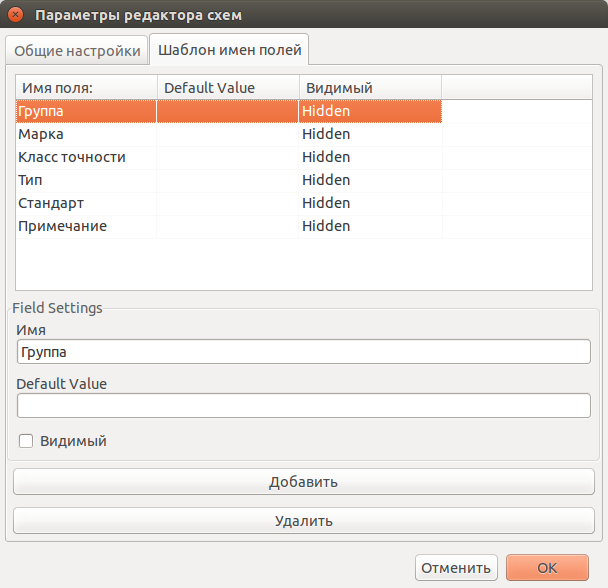 Параметры редактора схем
Общие настройки Шаблон имен полей
Имя поля: Default Value Видимый
Группа Hidden
Марка Hidden
Класс точности Hidden
Тип Hidden
Стандарт Hidden
Примечание Hidden
Field Settings
Имя
Группа
Default Value
Видимый
Добавить
Удалить
Отменить OK